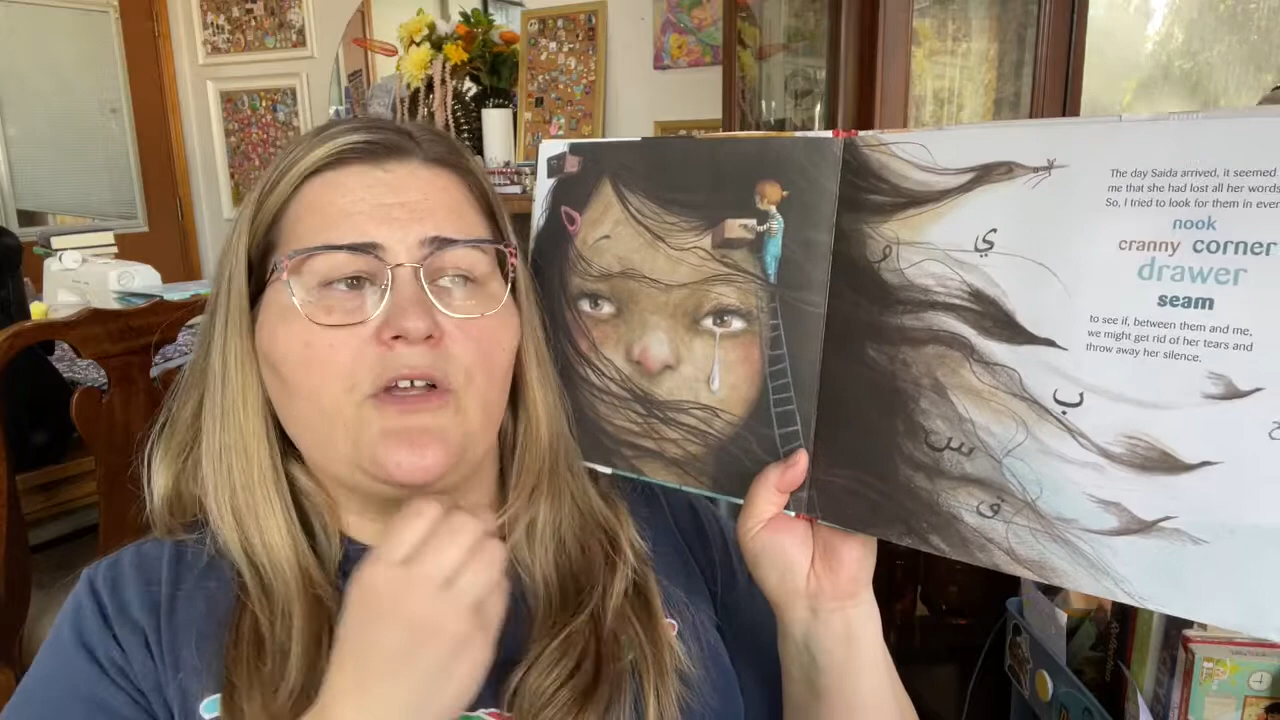 The day Saida arrived, it seemed
me that she had lost all her words.
So, I tried to look for them in ever
nook
cranny corner
drawer
seam
to see if, between them and me,
we might get rid of her tears and
throw away her silence.
ي
و
ب
س
ق